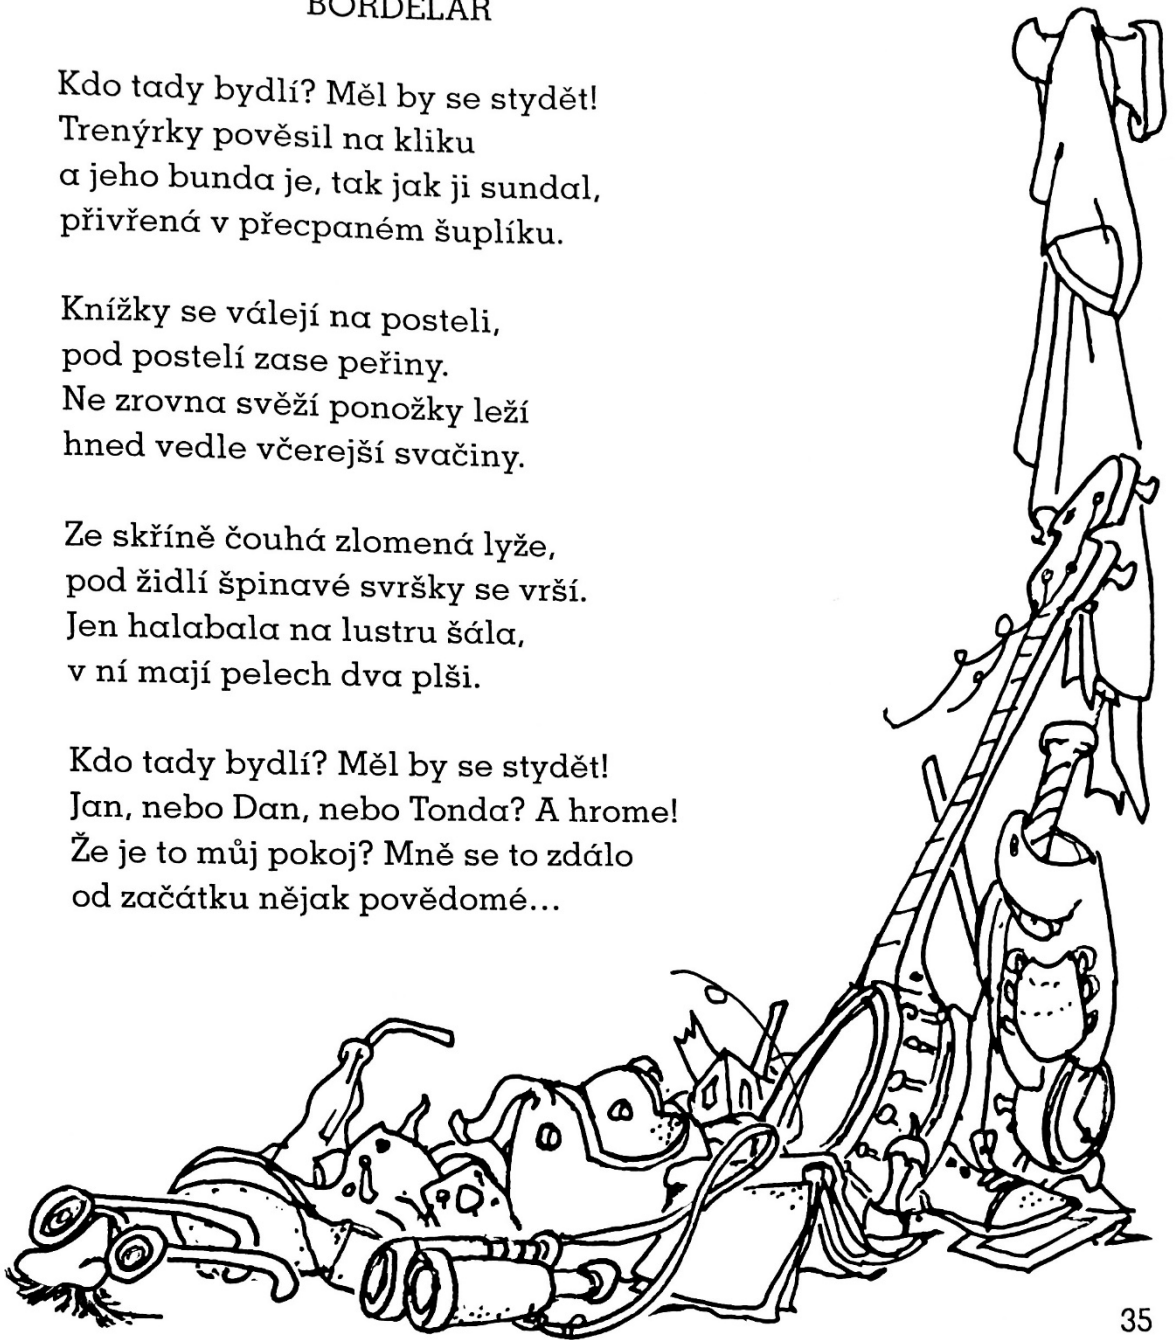 BORDELÁŘ
Kdo tady bydlí? Měl by se stydět!
Trenýrky pověsil na kliku
a jeho bunda je, tak jak ji sundal,
přivřená v přecpaném šuplíku.
Knížky se válejí na posteli,
pod postelí zase peřiny.
Ne zrovna svěží ponožky leží
hned vedle včerejší svačiny.
Ze skříně čouhá zlomená lyže,
pod židlí špinavé svršky se vrší.
Jen halabala na lustru šála,
v ní mají pelech dva plši.
Kdo tady bydlí? Měl by se stydět!
Jan, nebo Dan, nebo Tonda? A hrome!
Že je to můj pokoj? Mně se to zdálo
od začátku nějak povědomé...
35